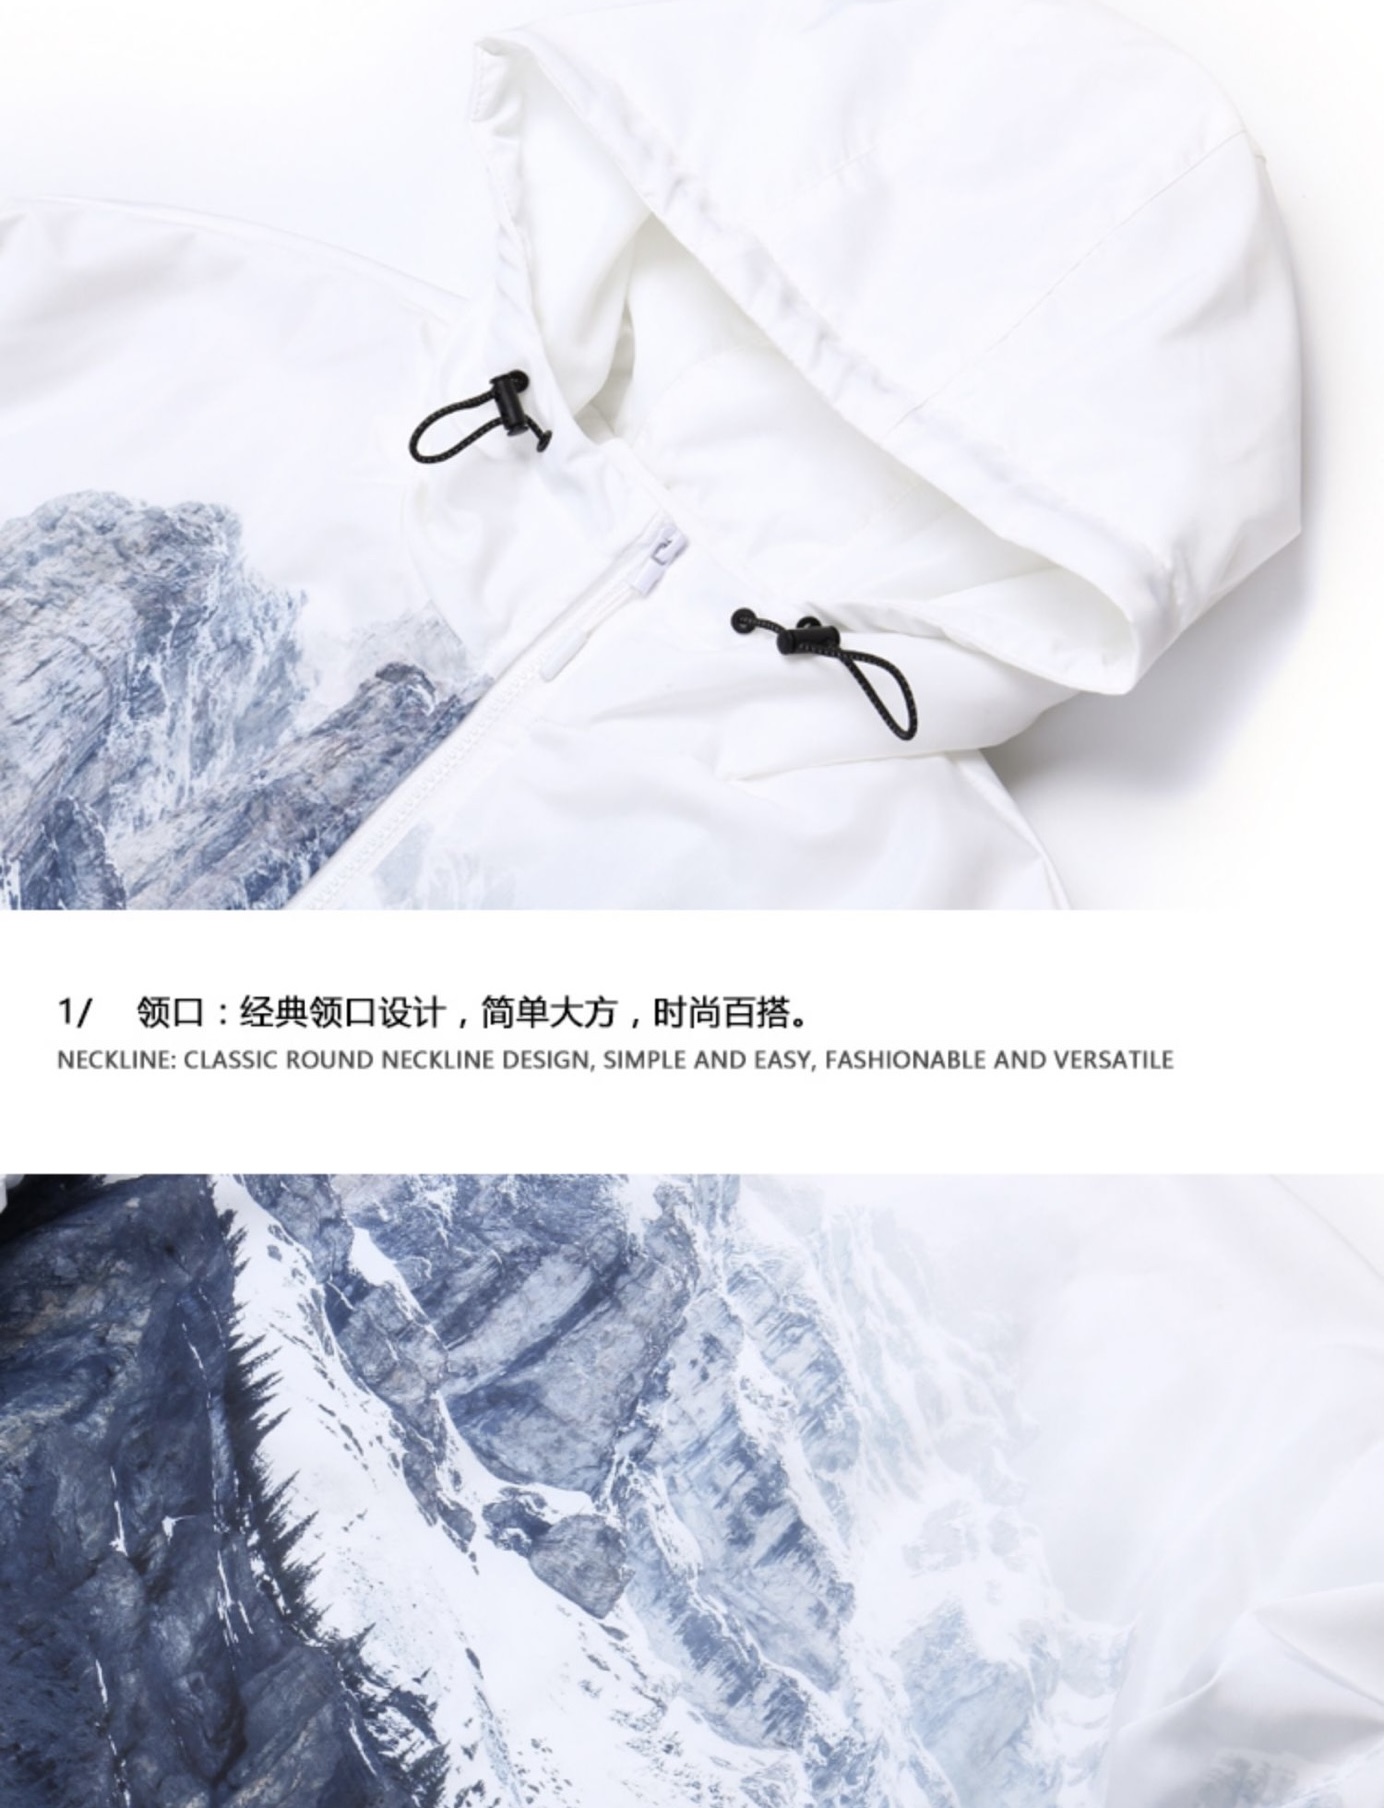 1/ 领口：经典领口设计，简单大方，时尚百搭。
NECKLINE: CLASSIC ROUND NECKLINE DESIGN, SIMPLE AND EASY, FASHIONABLE AND VERSATILE